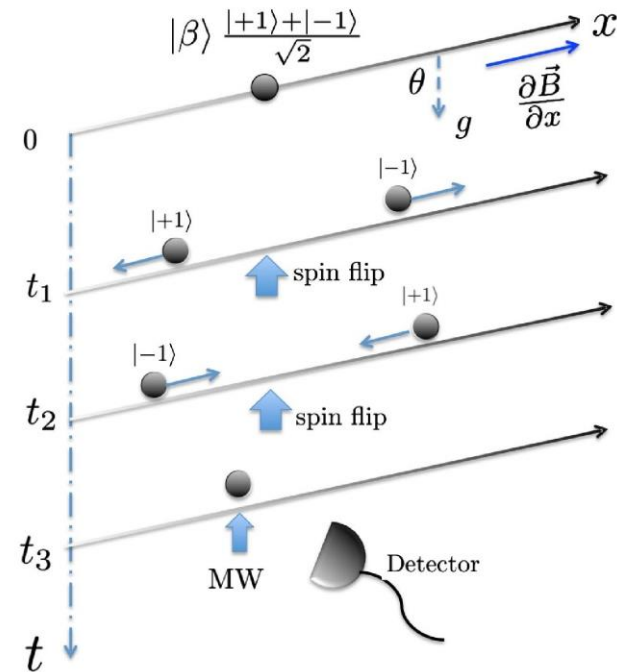 |β⟩ |+1⟩+|−1⟩ / √2
x
θ
g
∂B⃗ / ∂x
0
|−1⟩
|+1⟩
t₁
spin flip
|+1⟩
|−1⟩
t₂
spin flip
t₃
MW
Detector
t